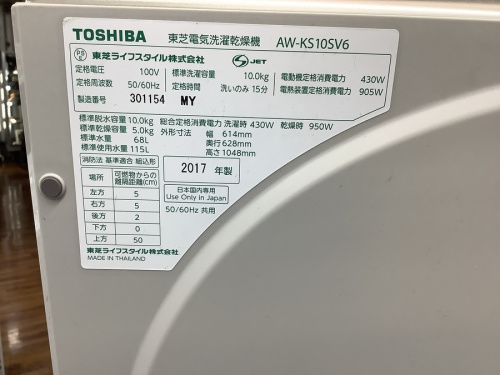 TOSHIBA 東芝電気洗濯乾燥機 AW-KS10SV6
PS E 東芝ライフスタイル株式会社 S JET
定格電圧 100V 標準洗濯容量 10.0kg 電動機定格消費電力 430W
定格周波数 50/60Hz 定格時間 洗いのみ 15分 電熱装置定格消費電力 905W
製造番号 301154 MY
標準脱水容量 10.0kg 総合定格消費電力 洗濯時 430W 乾燥時 950W
標準乾燥容量 5.0kg 外形寸法 幅 614mm
標準水量 68L 奥行 628mm
標準使用水量 115L 高さ 1048mm
消防法 基準適合 組込形
場所 可燃物からの離隔距離(cm)
左方 5
右方 5
後方 2
下方 0
上方 50
2017 年製
日本国内専用
Use Only in Japan
50/60Hz 共用
東芝ライフスタイル株式会社
MADE IN THAILAND